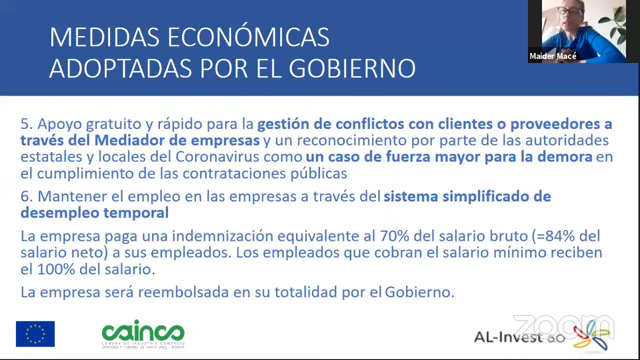 MEDIDAS ECONÓMICAS
ADOPTADAS POR EL GOBIERNO
Maider Macé
5. Apoyo gratuito y rápido para la gestión de conflictos con clientes o proveedores a
través del Mediador de empresas y un reconocimiento por parte de las autoridades
estatales y locales del Coronavirus como un caso de fuerza mayor para la demora en
el cumplimiento de las contrataciones públicas
6. Mantener el empleo en las empresas a través del sistema simplificado de
desempleo temporal
La empresa paga una indemnización equivalente al 70% del salario bruto (=84% del
salario neto) a sus empleados. Los empleados que cobran el salario mínimo reciben
el 100% del salario.
La empresa será reembolsada en su totalidad por el Gobierno.
cainco
AL-Invest 5.0
zoom